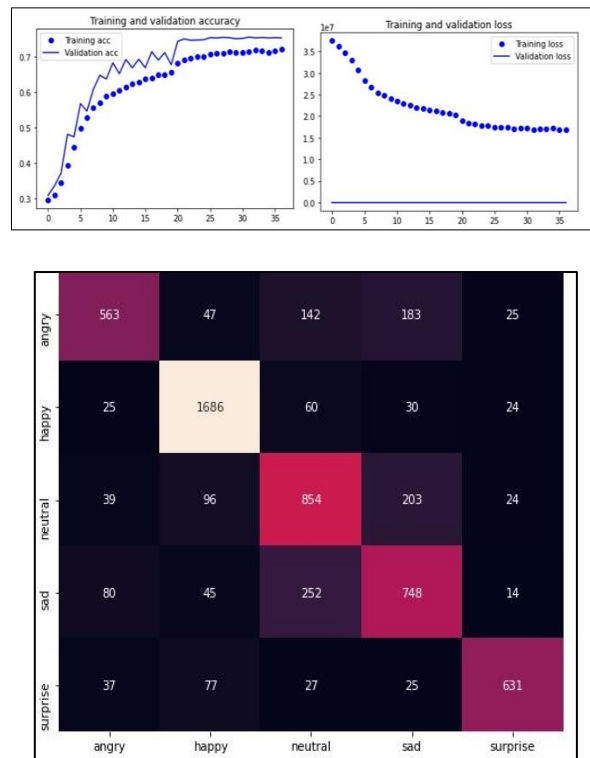 Training and validation accuracy
Training acc
Validation acc
0.7
0.6
0.5
0.4
0.3
0 5 10 15 20 25 30 35
Training and validation loss
1e7
Training loss
Validation loss
3.5
3.0
2.5
2.0
1.5
1.0
0.5
0.0
0 5 10 15 20 25 30 35
angry 563 47 142 183 25
happy 25 1686 60 30 24
neutral 39 96 854 203 24
sad 80 45 252 748 14
surprise 37 77 27 25 631
angry happy neutral sad surprise